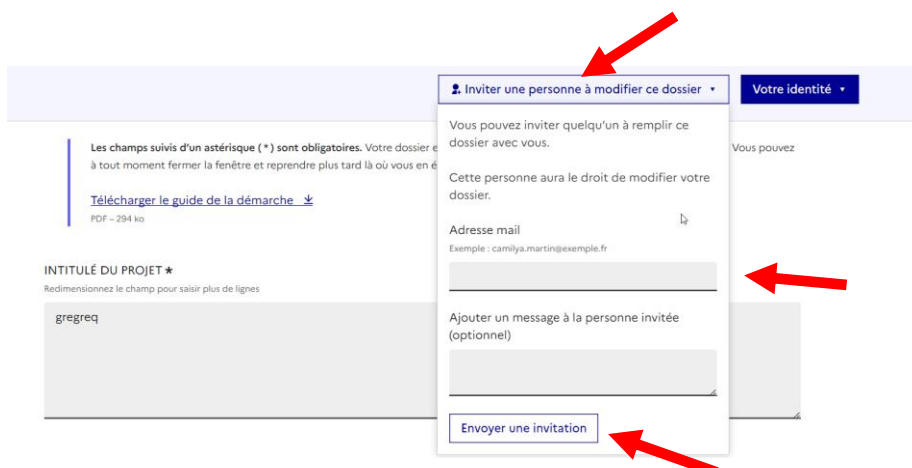 Inviter une personne à modifier ce dossier
Votre identité
Vous pouvez inviter quelqu'un à remplir ce
dossier avec vous.
Cette personne aura le droit de modifier votre
dossier.
Adresse mail
Exemple : camilya.martin@exemple.fr
Ajouter un message à la personne invitée
(optionnel)
Envoyer une invitation
Les champs suivis d'un astérisque (*) sont obligatoires. Votre dossier Vous pouvez
à tout moment fermer la fenêtre et reprendre plus tard là où vous en
Télécharger le guide de la démarche
PDF – 294 ko
INTITULÉ DU PROJET *
Redimensionnez le champ pour saisir plus de lignes
gregreq